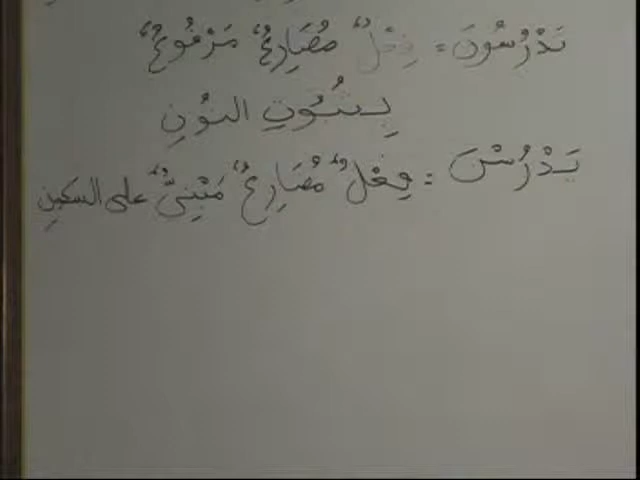 يَدْرُسُونَ = فِعْلٌ مُضَارِعٌ مَرْفُوعٌ
بِثُبُوتِ النُّونِ
يَدْرُسْنَ = فِعْلٌ مُضَارِعٌ مَبْنِيٌّ على السكون